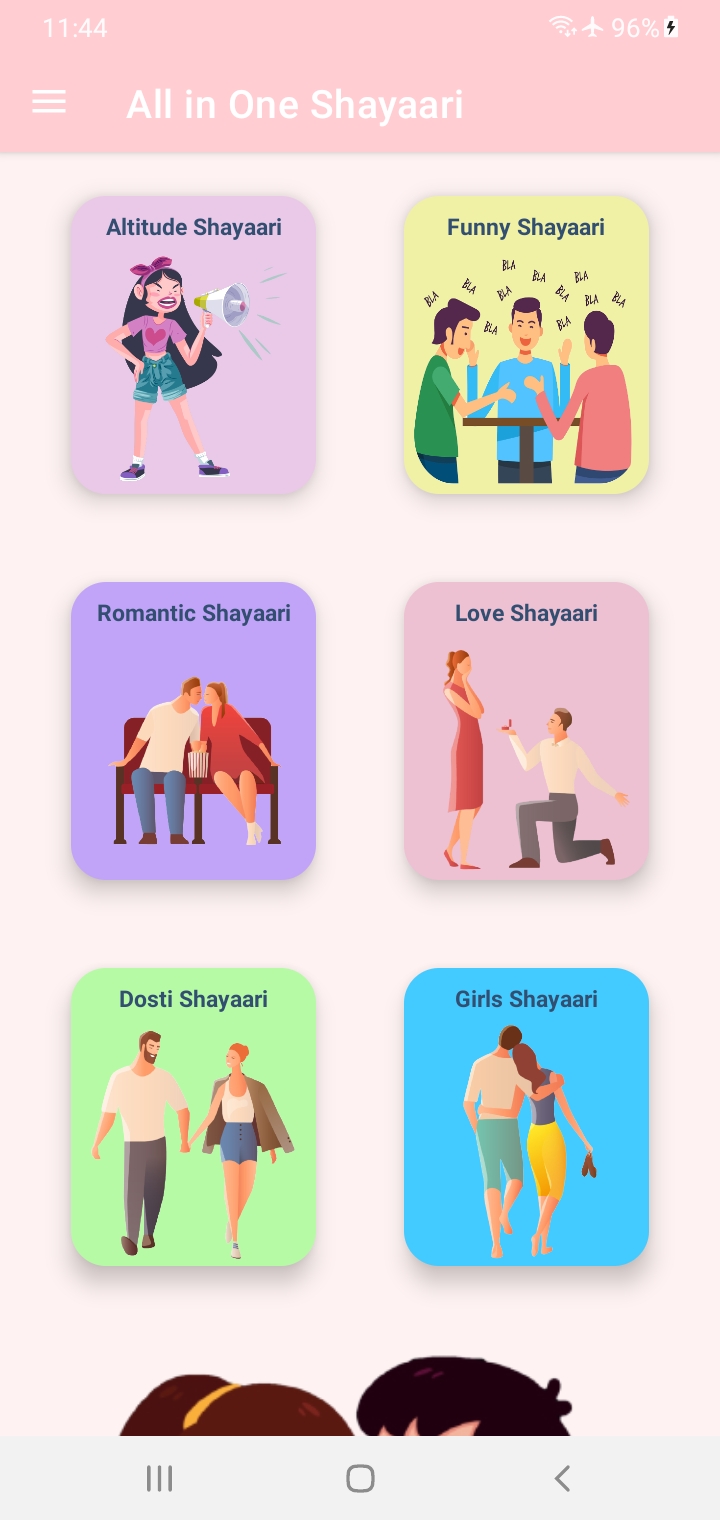 11:44
96%
All in One Shayaari
Altitude Shayaari
Funny Shayaari
BLA
BLA
BLA
BLA
BLA
BLA
BLA
BLA
BLA
BLA
BLA
Romantic Shayaari
Love Shayaari
Dosti Shayaari
Girls Shayaari